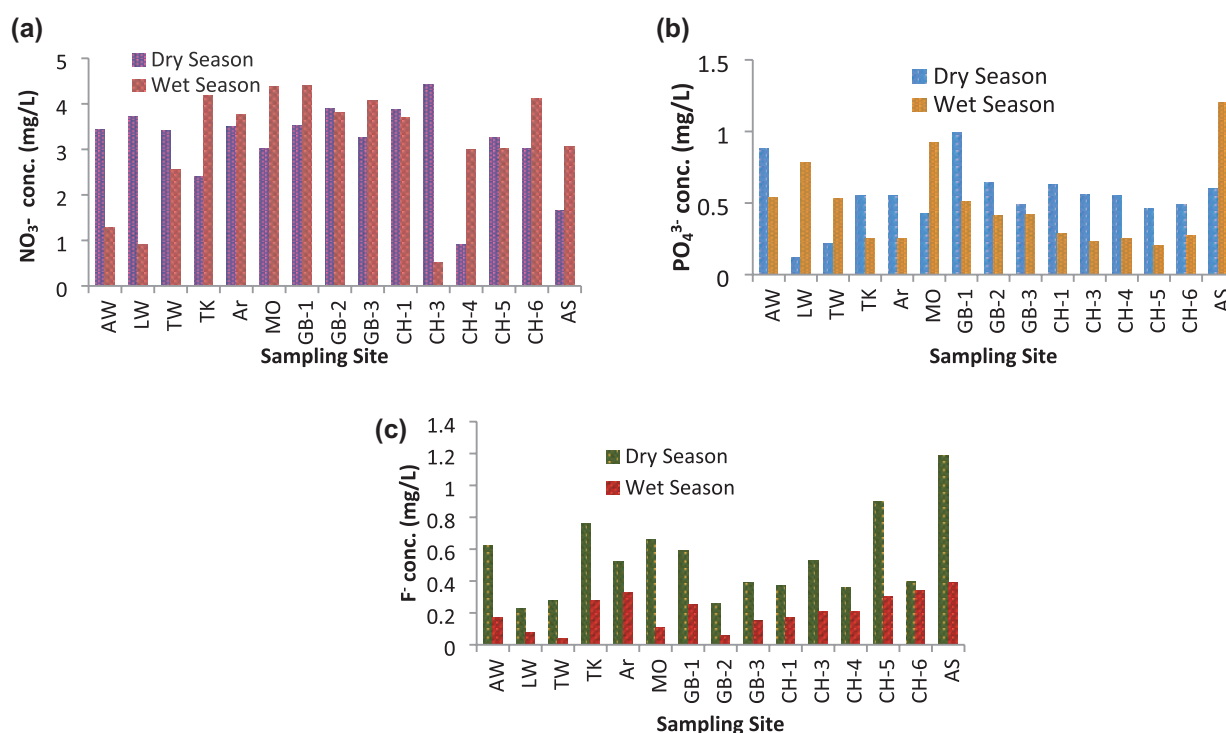 (a)
Dry Season
Wet Season
5
4
3
2
1
0
NO₃- conc. (mg/L)
AW LW TW TK Ar MO GB-1 GB-2 GB-3 CH-1 CH-3 CH-4 CH-5 CH-6 AS
Sampling Site
(b)
Dry Season
Wet Season
1.5
1
0.5
0
PO₄³⁻ conc. (mg/L)
AW LW TW TK Ar MO GB-1 GB-2 GB-3 CH-1 CH-3 CH-4 CH-5 CH-6 AS
Sampling Site
(c)
Dry Season
Wet Season
1.4
1.2
1
0.8
0.6
0.4
0.2
0
F⁻ conc. (mg/L)
AW LW TW TK Ar MO GB-1 GB-2 GB-3 CH-1 CH-3 CH-4 CH-5 CH-6 AS
Sampling Site